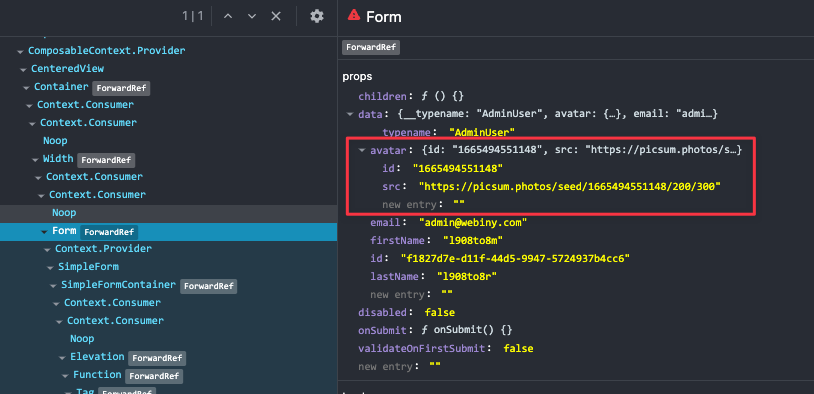 1|1
ComposableContext.Provider
CenteredView
Container ForwardRef
Context.Consumer
Context.Consumer
Noop
Width ForwardRef
Context.Consumer
Context.Consumer
Noop
Form ForwardRef
Context.Provider
SimpleForm
SimpleFormContainer ForwardRef
Context.Consumer
Context.Consumer
Noop
Elevation ForwardRef
Function ForwardRef
Tag ForwardRef
Form
ForwardRef
props
children: ƒ () {}
data: {__typename: "AdminUser", avatar: {…}, email: "admi…}
typename: "AdminUser"
avatar: {id: "1665494551148", src: "https://picsum.photos/s…}
id: "1665494551148"
src: "https://picsum.photos/seed/1665494551148/200/300"
new entry: ""
email: "admin@webiny.com"
firstName: "l908to8m"
id: "f1827d7e-d11f-44d5-9947-5724937b4cc6"
lastName: "l908to8r"
new entry: ""
disabled: false
onSubmit: ƒ onSubmit() {}
validateOnFirstSubmit: false
new entry: ""